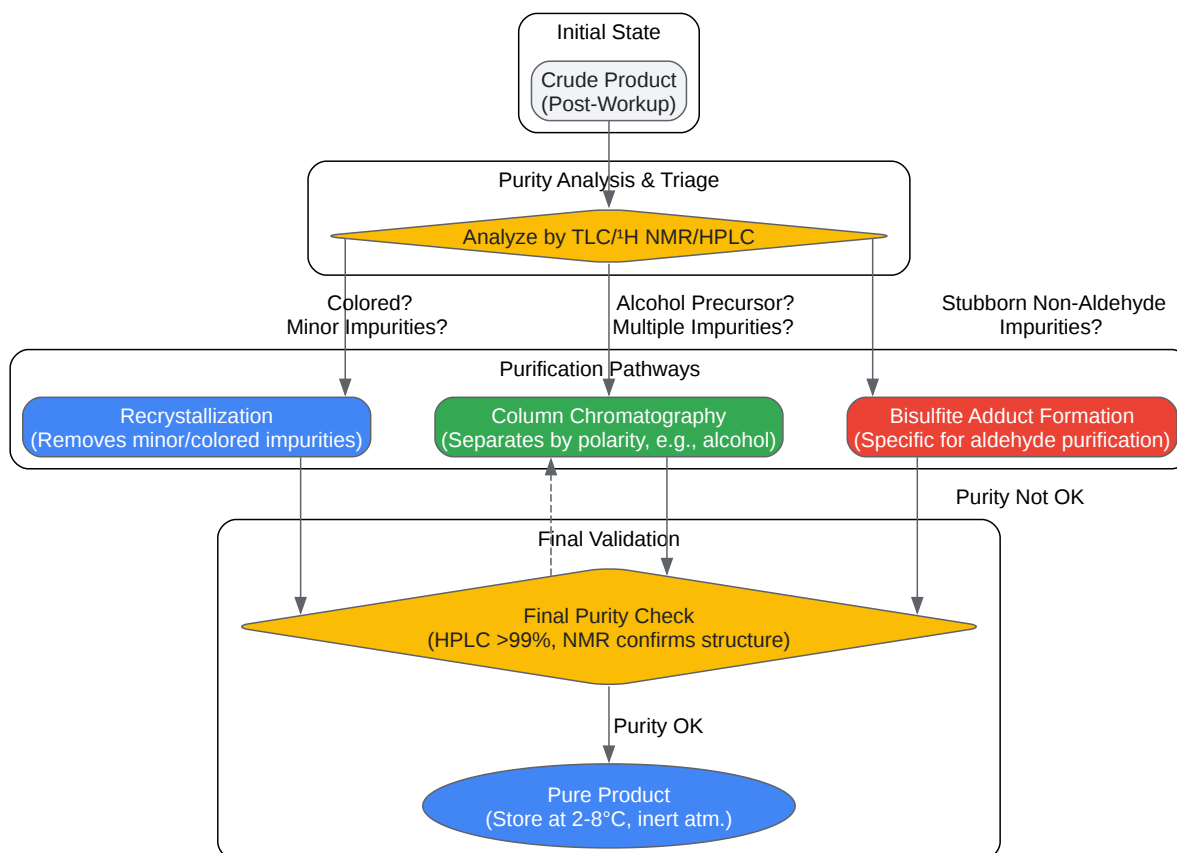 Initial State
Crude Product
(Post-Workup)
Purity Analysis & Triage
Analyze by TLC/¹H NMR/HPLC
Colored?
Minor Impurities?
Alcohol Precursor?
Multiple Impurities?
Stubborn Non-Aldehyde
Impurities?
Purification Pathways
Recrystallization
(Removes minor/colored impurities)
Column Chromatography
(Separates by polarity, e.g., alcohol)
Bisulfite Adduct Formation
(Specific for aldehyde purification)
Purity Not OK
Final Validation
Final Purity Check
(HPLC >99%, NMR confirms structure)
Purity OK
Pure Product
(Store at 2-8°C, inert atm.)